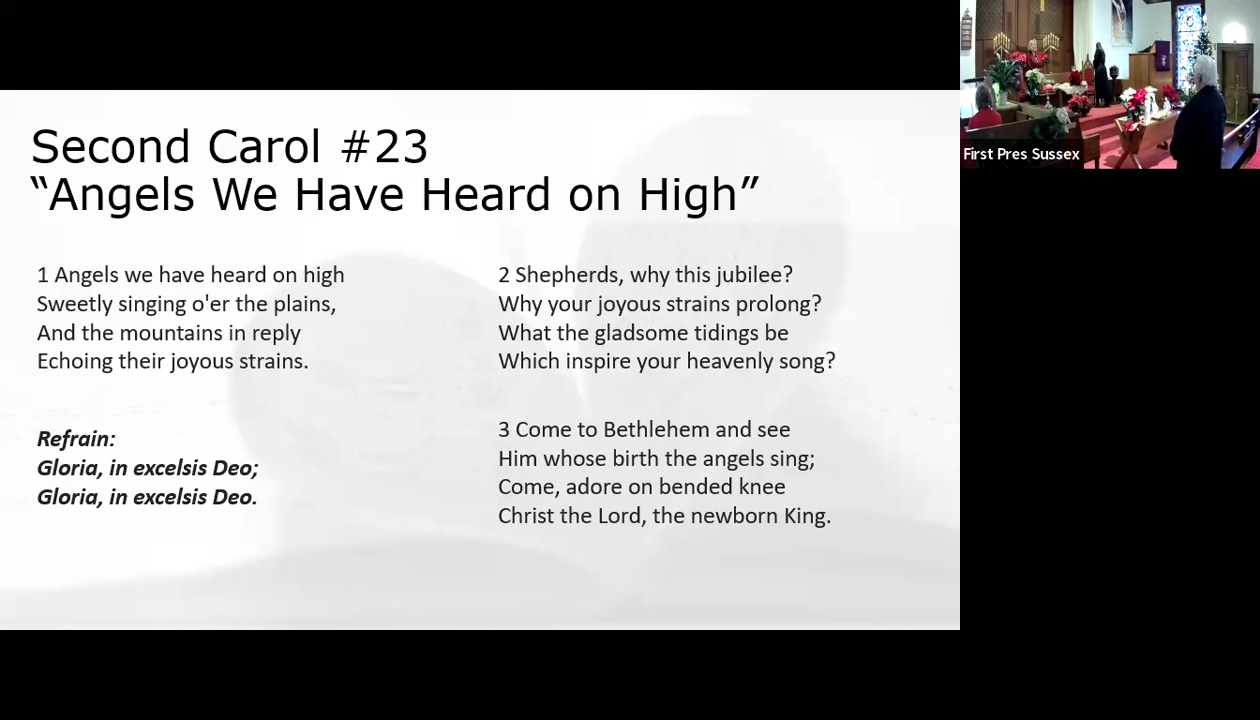 Second Carol #23
“Angels We Have Heard on High”
1 Angels we have heard on high
Sweetly singing o'er the plains,
And the mountains in reply
Echoing their joyous strains.
Refrain:
Gloria, in excelsis Deo;
Gloria, in excelsis Deo.
2 Shepherds, why this jubilee?
Why your joyous strains prolong?
What the gladsome tidings be
Which inspire your heavenly song?
3 Come to Bethlehem and see
Him whose birth the angels sing;
Come, adore on bended knee
Christ the Lord, the newborn King.
First Pres Sussex